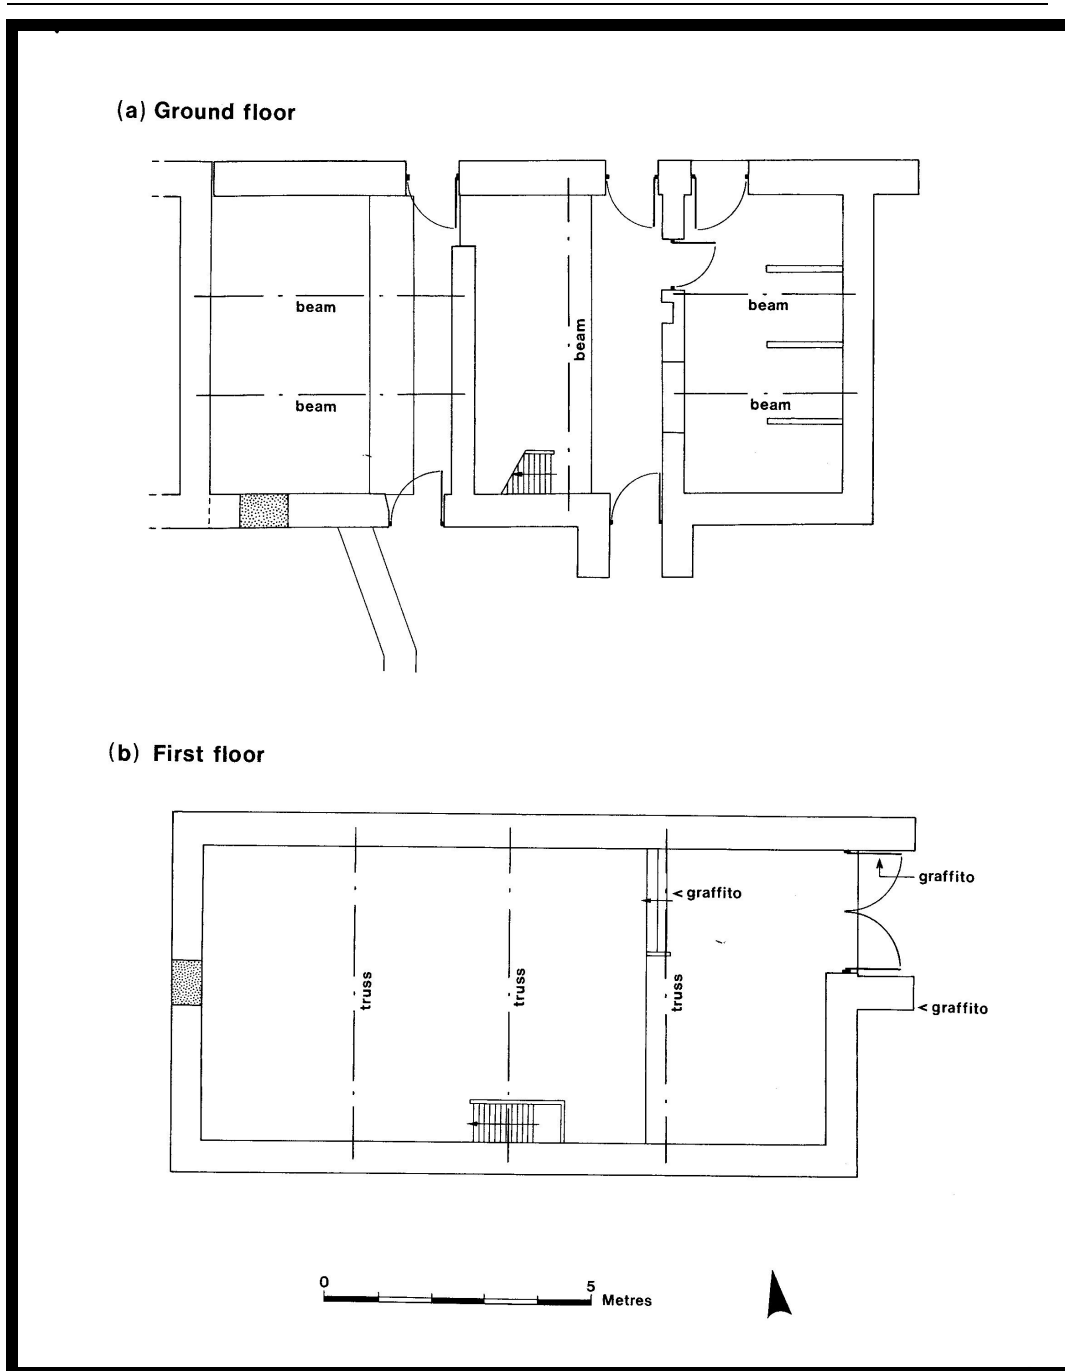 (a) Ground floor
beam
beam
beam
beam
beam
(b) First floor
graffito
< graffito
truss
truss
truss
< graffito
0
5
Metres